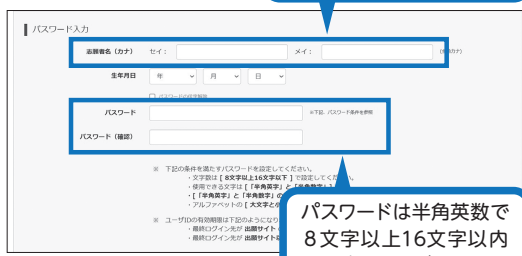 パスワード入力
志願者名（カナ） セイ： メイ： カナ)
生年月日 年 月 日
パスワード ※下記、パスワード条件を参照
パスワード（確認）
※ 下記の条件を満たすパスワードを設定してください。
・文字数は [ 8文字以上16文字以下 ] で設定してくだ
・使用できる文字は [「半角英字」と「半角数字」]
・[「半角英字」と「半角数字」の
・アルファベットの [ 大文字と小
※ ユーザIDの有効期限は下記のようになり
・最終ログイン先が 出願サイト
・最終ログイン先が 出願サイト
パスワードは半角英数で
8文字以上16文字以内